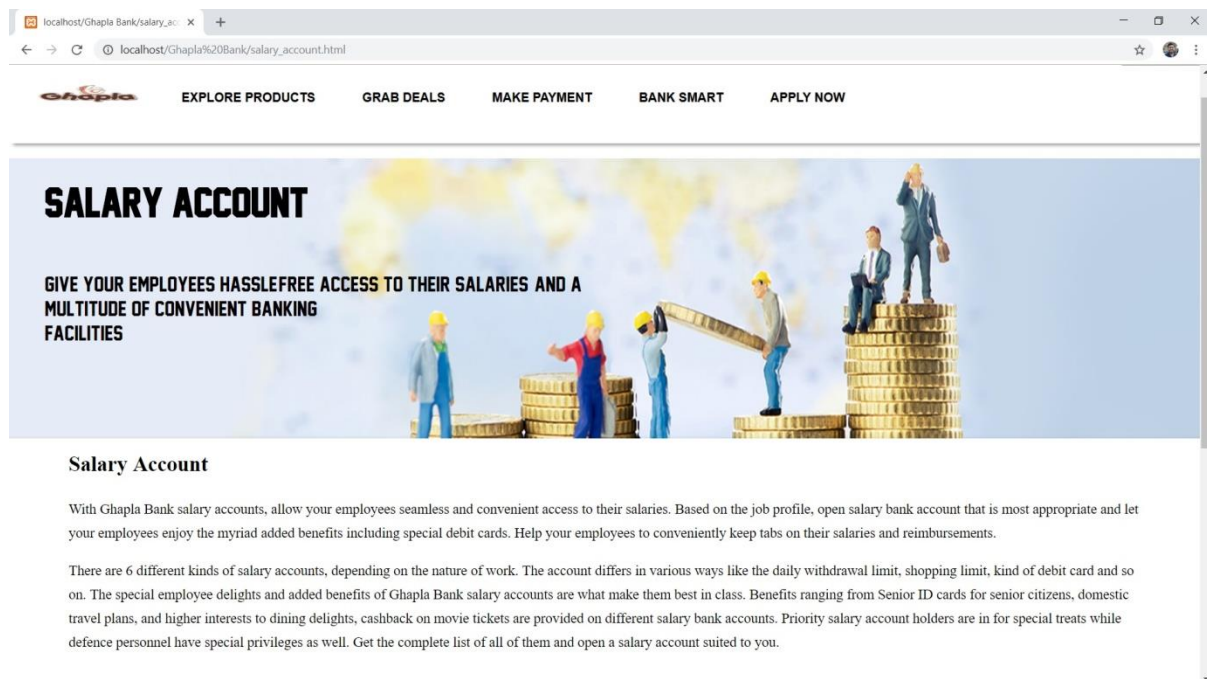 localhost/Ghapla Bank/salary_acc
localhost/Ghapla%20Bank/salary_account.html
Ghapla
EXPLORE PRODUCTS
GRAB DEALS
MAKE PAYMENT
BANK SMART
APPLY NOW
SALARY ACCOUNT
GIVE YOUR EMPLOYEES HASSLEFREE ACCESS TO THEIR SALARIES AND A
MULTITUDE OF CONVENIENT BANKING
FACILITIES
Salary Account
With Ghapla Bank salary accounts, allow your employees seamless and convenient access to their salaries. Based on the job profile, open salary bank account that is most appropriate and let
your employees enjoy the myriad added benefits including special debit cards. Help your employees to conveniently keep tabs on their salaries and reimbursements.
There are 6 different kinds of salary accounts, depending on the nature of work. The account differs in various ways like the daily withdrawal limit, shopping limit, kind of debit card and so
on. The special employee delights and added benefits of Ghapla Bank salary accounts are what make them best in class. Benefits ranging from Senior ID cards for senior citizens, domestic
travel plans, and higher interests to dining delights, cashback on movie tickets are provided on different salary bank accounts. Priority salary account holders are in for special treats while
defence personnel have special privileges as well. Get the complete list of all of them and open a salary account suited to you.